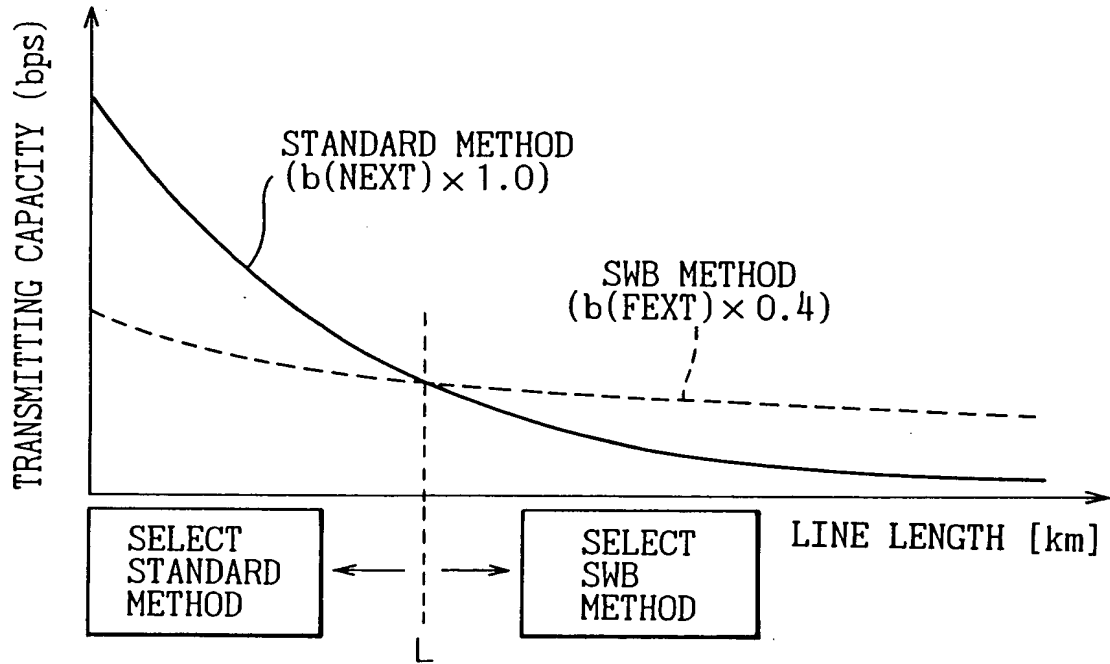 TRANSMITTING CAPACITY (bps)
STANDARD METHOD
(b(NEXT)×1.0)
SWB METHOD
(b(FEXT)×0.4)
LINE LENGTH [km]
SELECT
STANDARD
METHOD
SELECT
SWB
METHOD
L